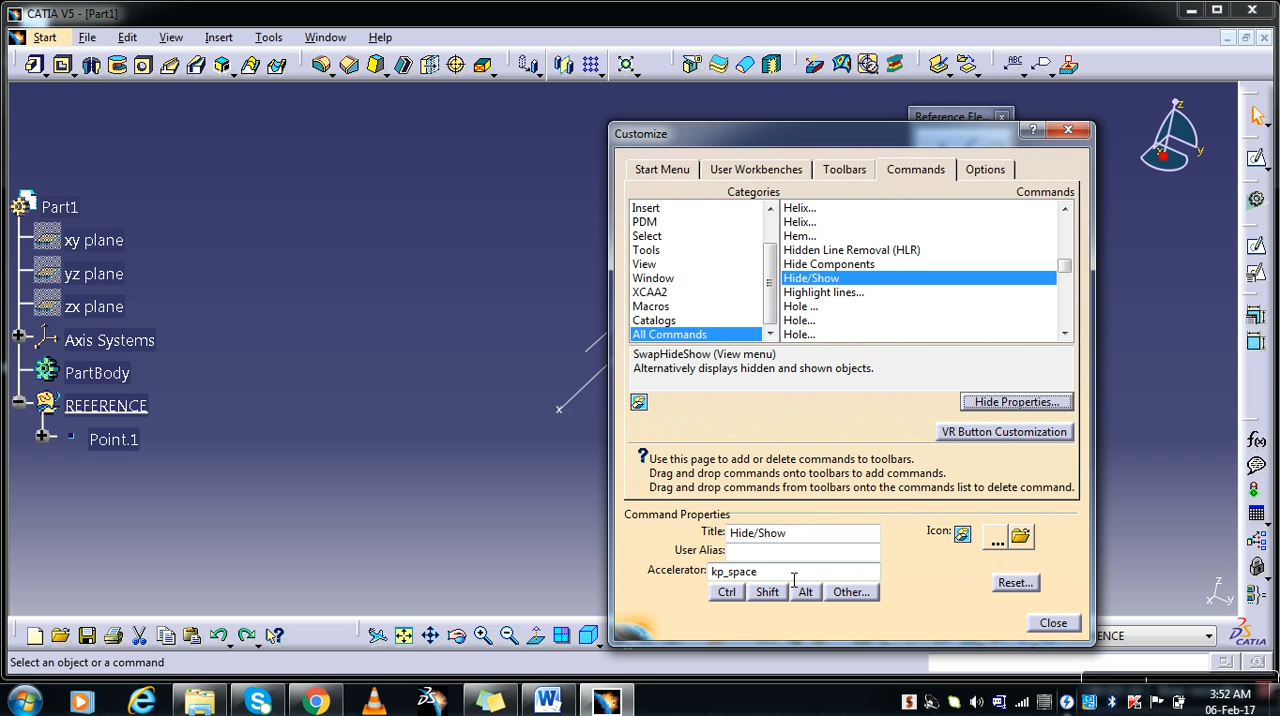 CATIA V5 - [Part1]
Start File Edit View Insert Tools Window Help
ABC
Reference Ele...
z
y
Part1
xy plane
yz plane
zx plane
Axis Systems
PartBody
REFERENCE
Point.1
x
Customize
Start Menu User Workbenches Toolbars Commands Options
Categories Commands
Insert
PDM
Select
Tools
View
Window
XCAA2
Macros
Catalogs
All Commands
Helix...
Helix...
Hem...
Hidden Line Removal (HLR)
Hide Components
Hide/Show
Highlight lines...
Hole ...
Hole...
Hole...
SwapHideShow (View menu)
Alternatively displays hidden and shown objects.
Hide Properties...
VR Button Customization
Use this page to add or delete commands to toolbars.
Drag and drop commands onto toolbars to add commands.
Drag and drop commands from toolbars onto the commands list to delete command.
Command Properties
Title: Hide/Show
Icon: ...
User Alias:
Accelerator: kp_space
Ctrl Shift Alt Other...
Reset...
Close
f(x)
z
x
y
ENCE
CATIA
Select an object or a command
3:52 AM
06-Feb-17